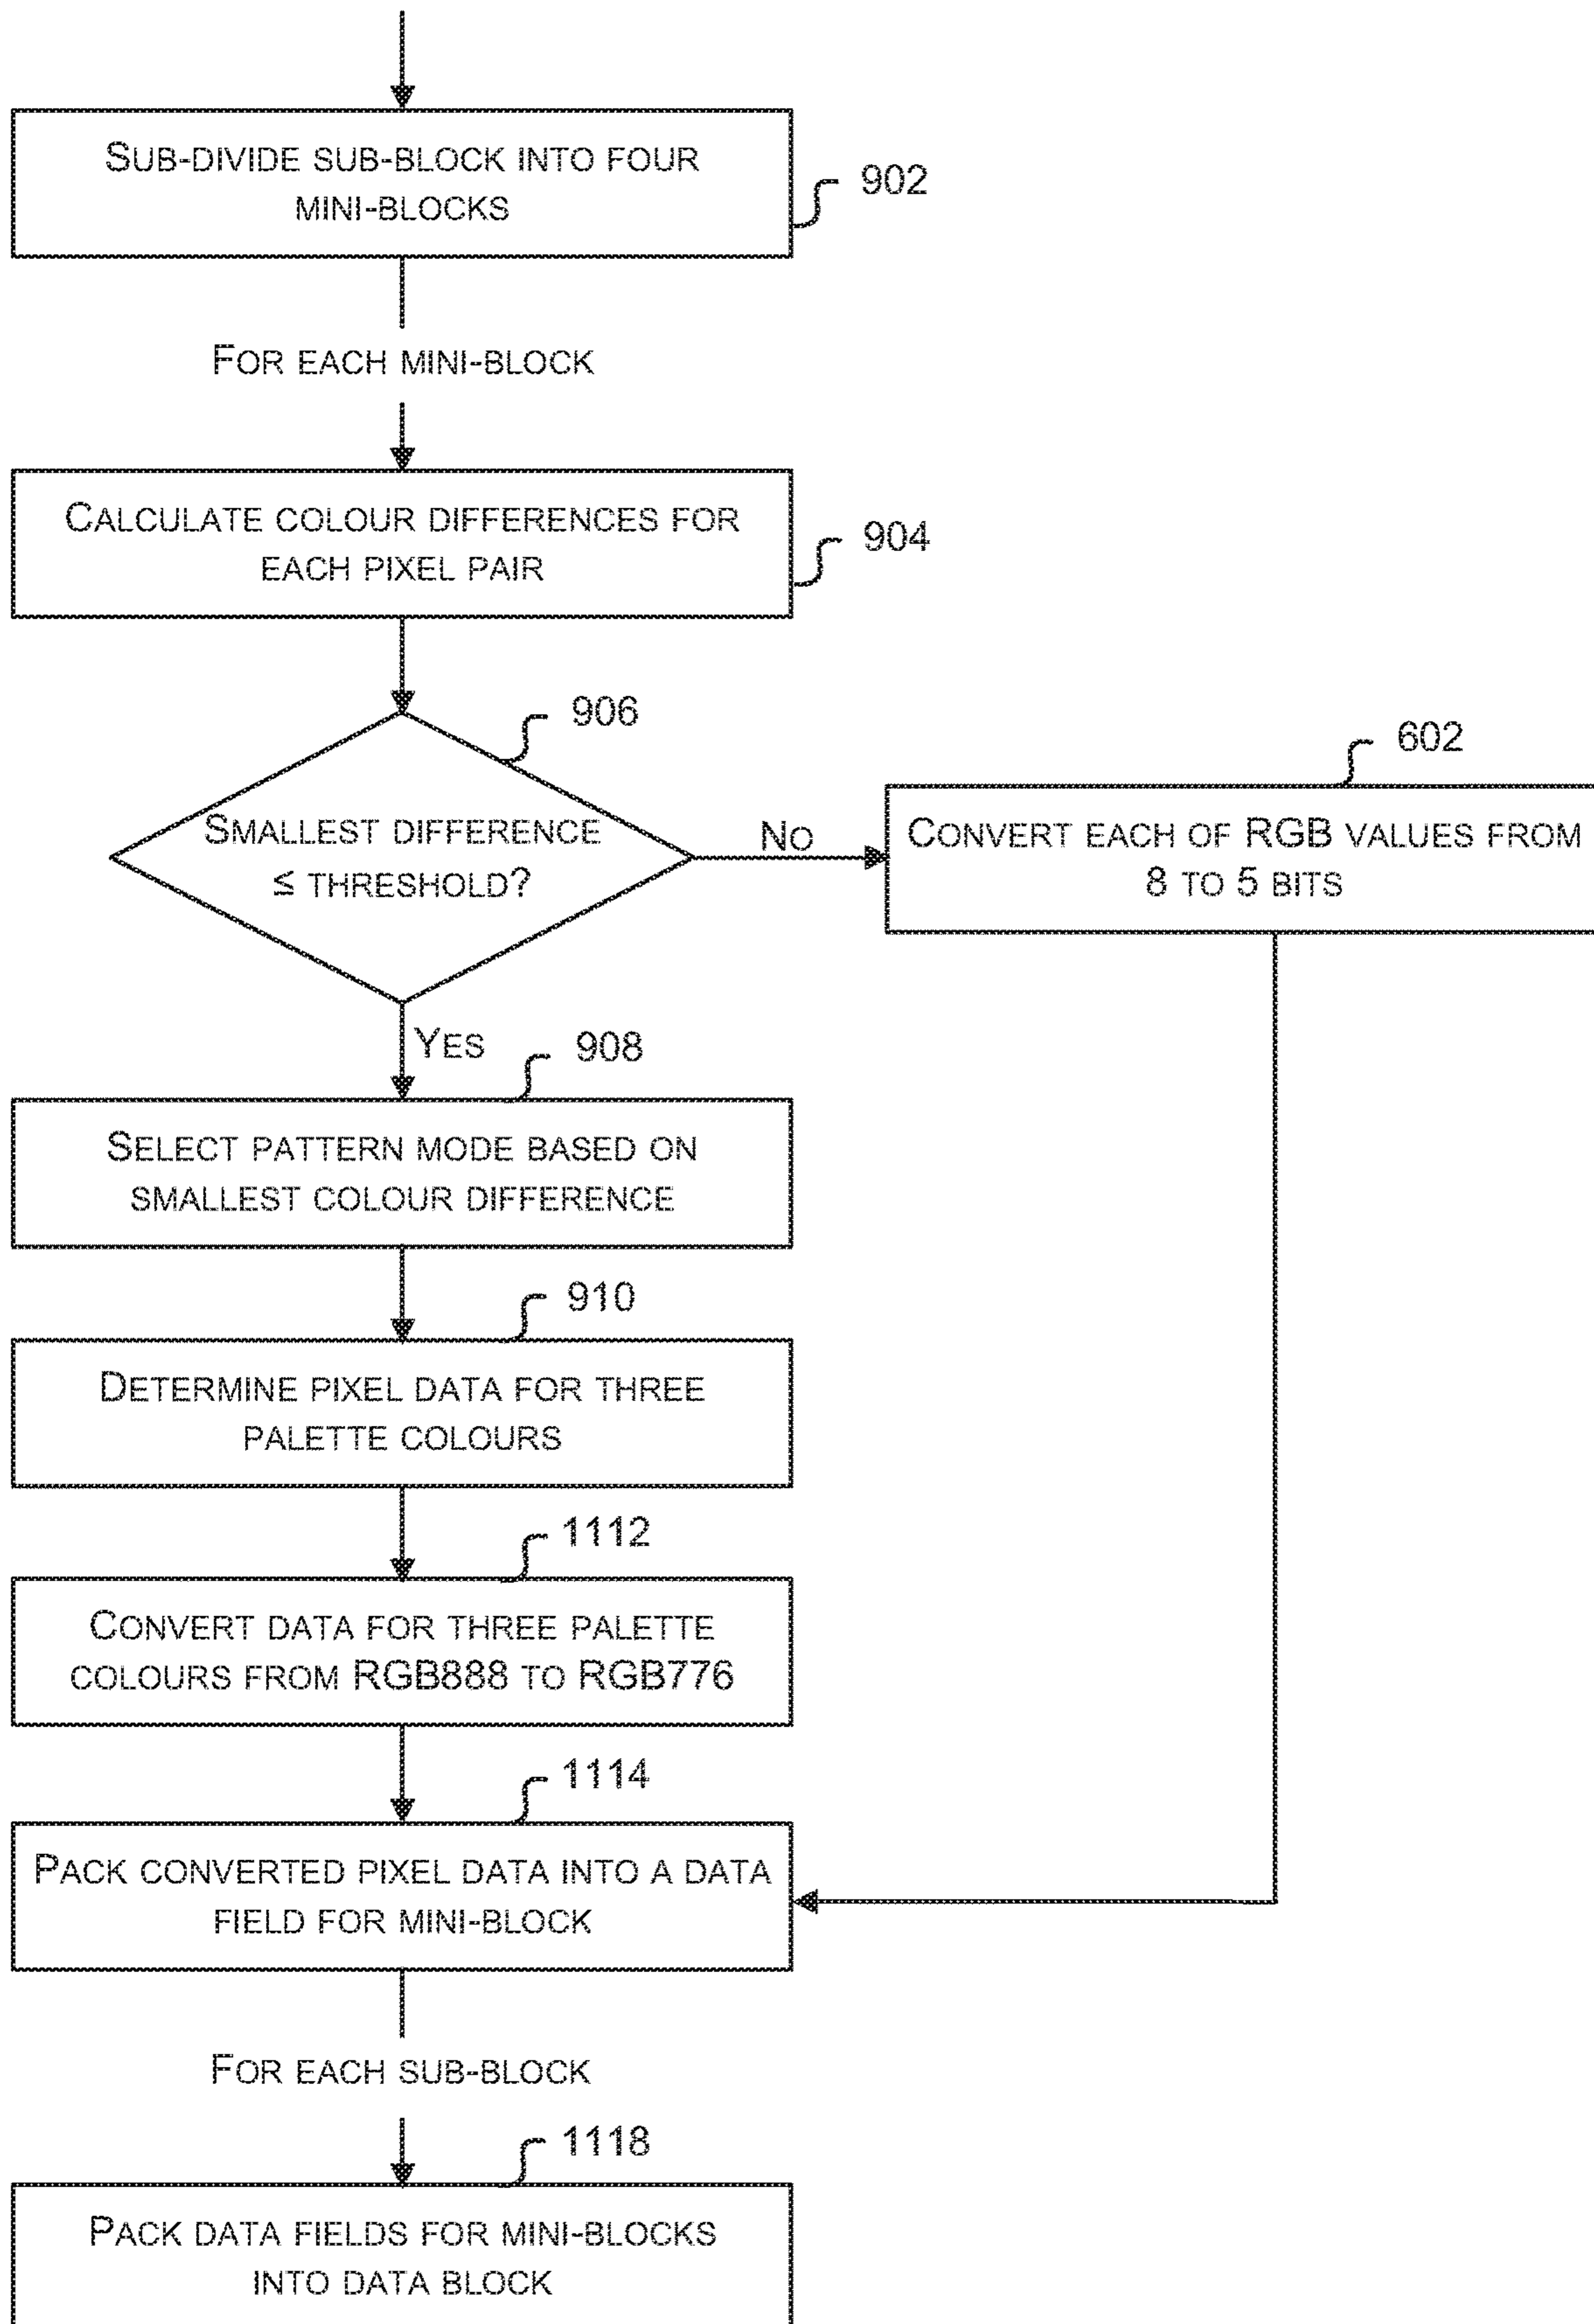 SUB-DIVIDE SUB-BLOCK INTO FOUR
MINI-BLOCKS
902
FOR EACH MINI-BLOCK
CALCULATE COLOUR DIFFERENCES FOR
EACH PIXEL PAIR
904
906
SMALLEST DIFFERENCE
≤ THRESHOLD?
NO
602
CONVERT EACH OF RGB VALUES FROM
8 TO 5 BITS
YES
908
SELECT PATTERN MODE BASED ON
SMALLEST COLOUR DIFFERENCE
910
DETERMINE PIXEL DATA FOR THREE
PALETTE COLOURS
1112
CONVERT DATA FOR THREE PALETTE
COLOURS FROM RGB888 TO RGB776
1114
PACK CONVERTED PIXEL DATA INTO A DATA
FIELD FOR MINI-BLOCK
FOR EACH SUB-BLOCK
1118
PACK DATA FIELDS FOR MINI-BLOCKS
INTO DATA BLOCK